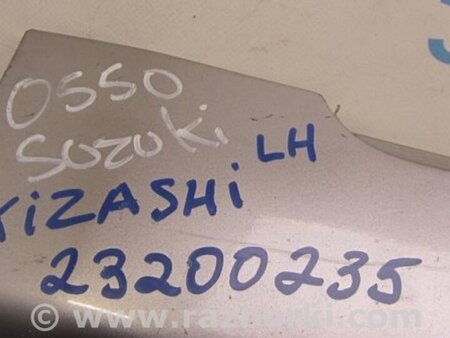 0550
Suzuki
KIZASHi LH
23200235
© www.razborki.com